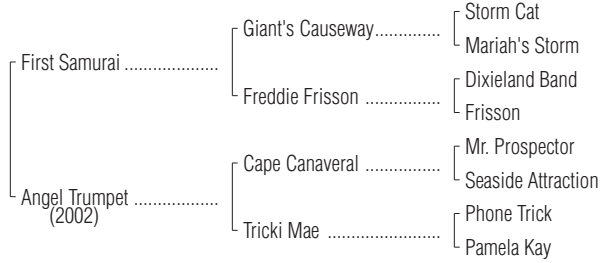 Storm Cat
Giant's Causeway..............
Mariah's Storm
First Samurai ....................
Dixieland Band
Freddie Frisson ................
Frisson
Mr. Prospector
Cape Canaveral ................
Seaside Attraction
Angel Trumpet ..................
(2002)
Phone Trick
Tricki Mae ........................
Pamela Kay